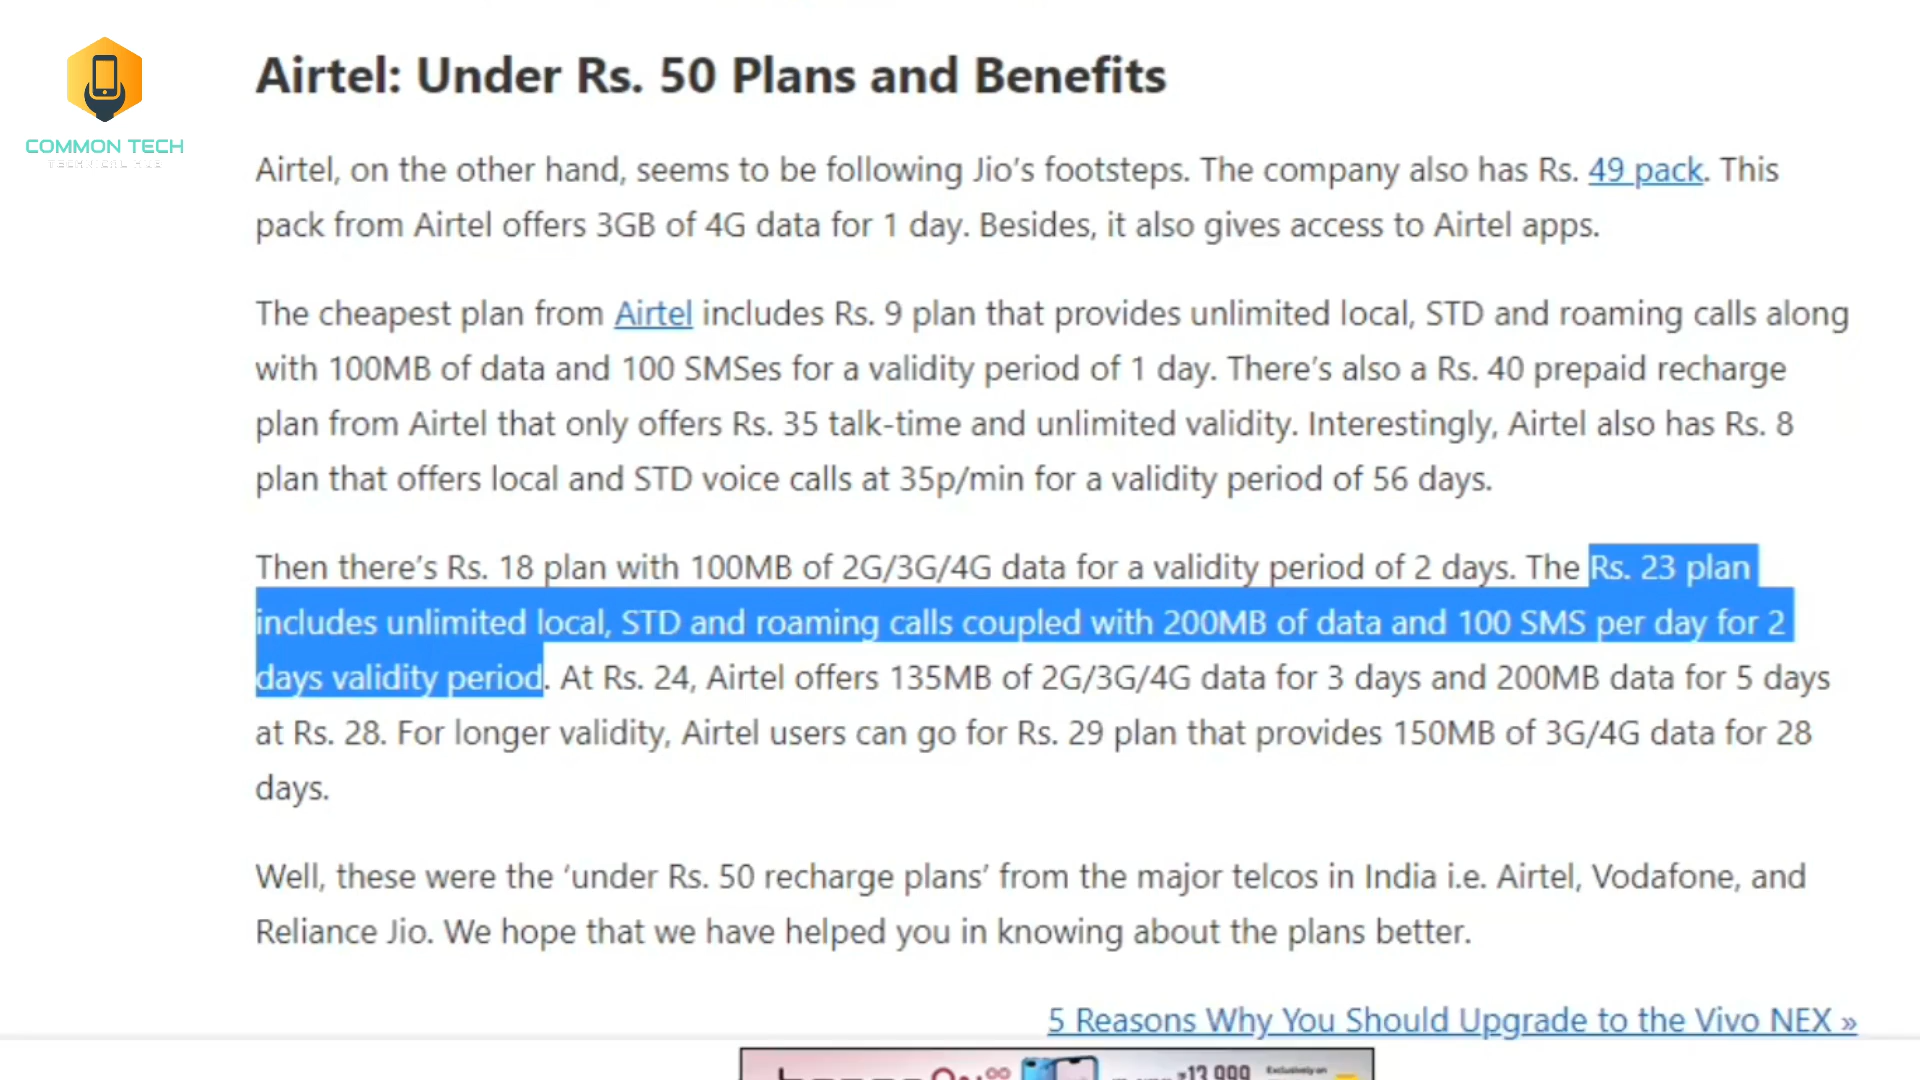 COMMON TECH
Airtel: Under Rs. 50 Plans and Benefits
Airtel, on the other hand, seems to be following Jio’s footsteps. The company also has Rs. 49 pack. This
pack from Airtel offers 3GB of 4G data for 1 day. Besides, it also gives access to Airtel apps.
The cheapest plan from Airtel includes Rs. 9 plan that provides unlimited local, STD and roaming calls along
with 100MB of data and 100 SMSes for a validity period of 1 day. There’s also a Rs. 40 prepaid recharge
plan from Airtel that only offers Rs. 35 talk-time and unlimited validity. Interestingly, Airtel also has Rs. 8
plan that offers local and STD voice calls at 35p/min for a validity period of 56 days.
Then there’s Rs. 18 plan with 100MB of 2G/3G/4G data for a validity period of 2 days. The Rs. 23 plan
includes unlimited local, STD and roaming calls coupled with 200MB of data and 100 SMS per day for 2
days validity period. At Rs. 24, Airtel offers 135MB of 2G/3G/4G data for 3 days and 200MB data for 5 days
at Rs. 28. For longer validity, Airtel users can go for Rs. 29 plan that provides 150MB of 3G/4G data for 28
days.
Well, these were the ‘under Rs. 50 recharge plans’ from the major telcos in India i.e. Airtel, Vodafone, and
Reliance Jio. We hope that we have helped you in knowing about the plans better.
5 Reasons Why You Should Upgrade to the Vivo NEX »
13,999
Exclusively on